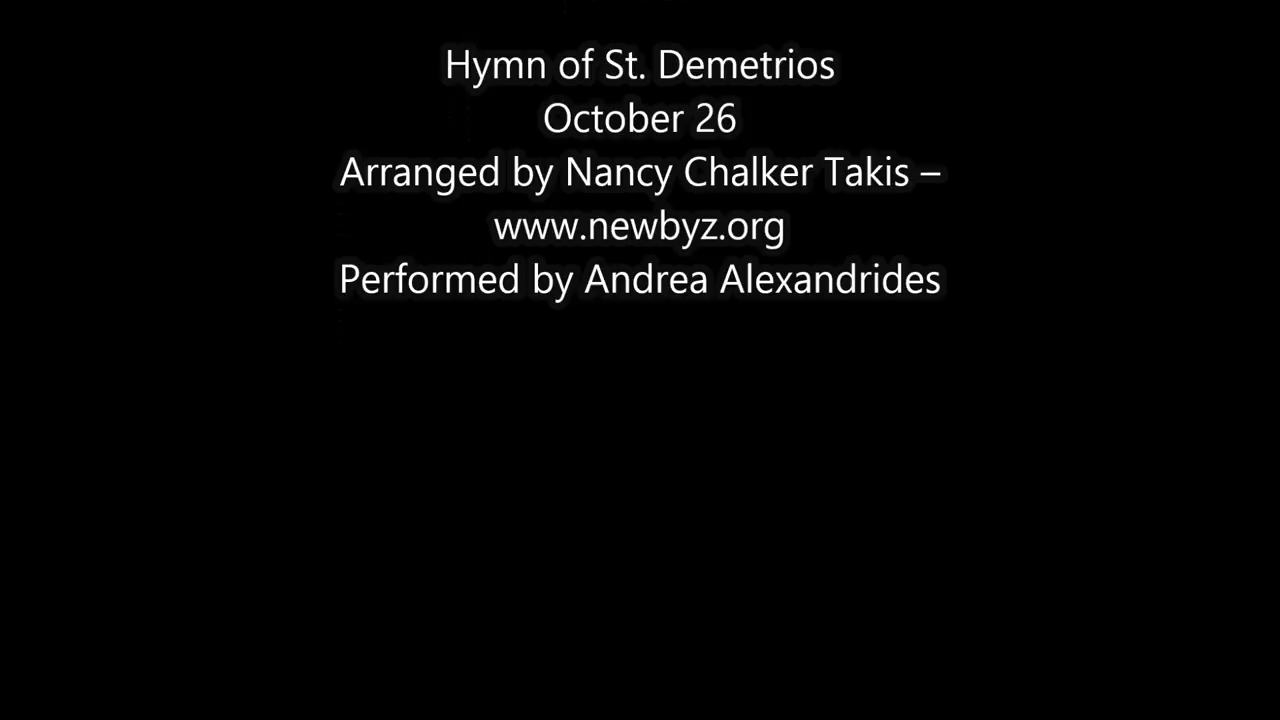 Hymn of St. Demetrios
October 26
Arranged by Nancy Chalker Takis –
www.newbyz.org
Performed by Andrea Alexandrides